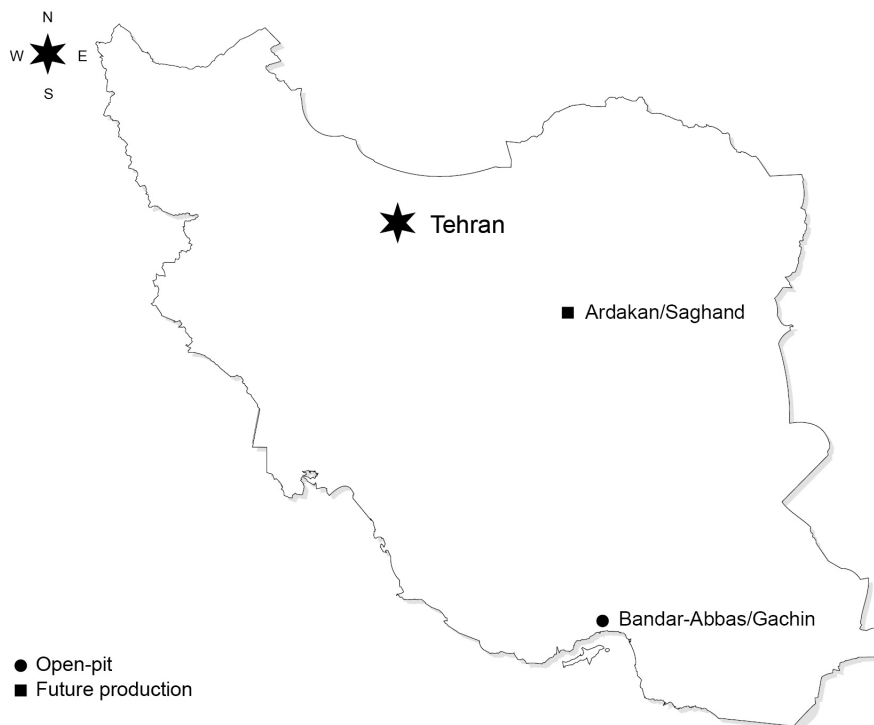 N
W E
S
Tehran
Ardakan/Saghand
Bandar-Abbas/Gachin
Open-pit
Future production